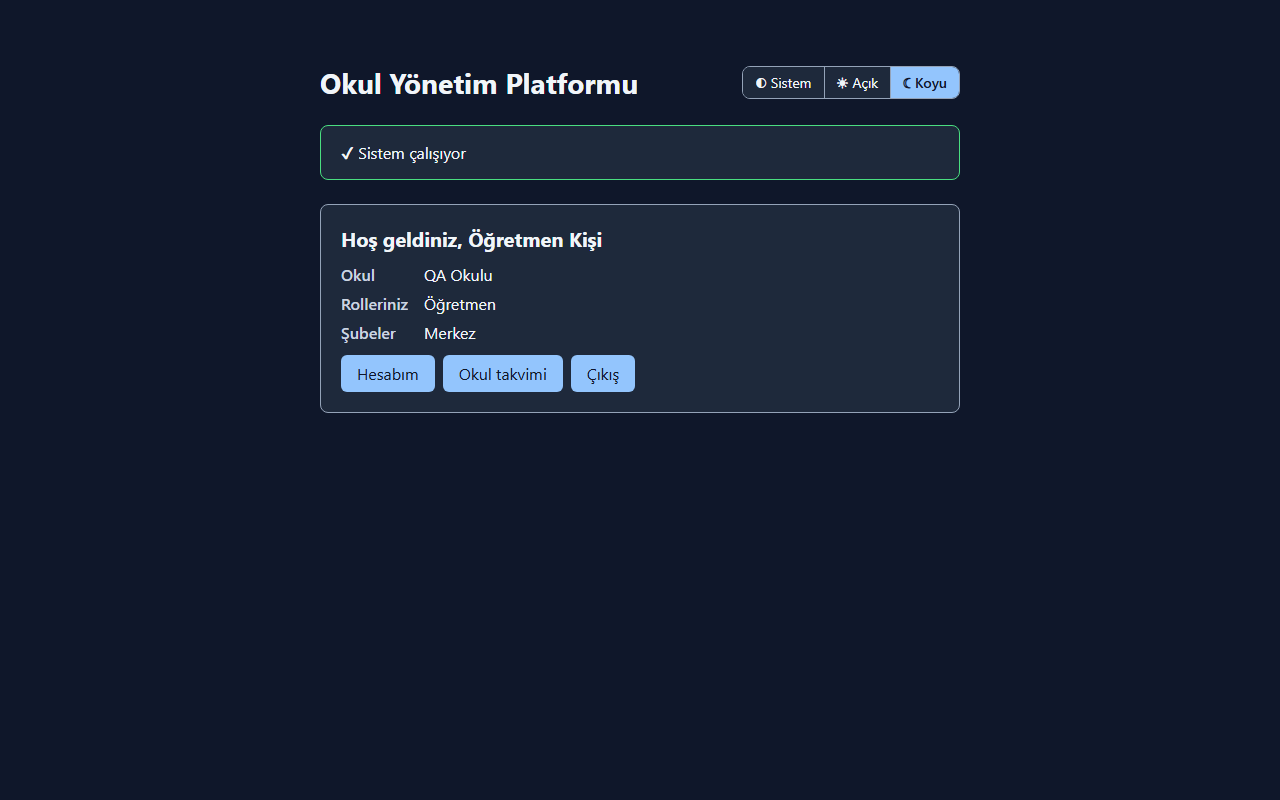 Okul Yönetim Platformu
◐ Sistem ☀ Açık ☾ Koyu
✓ Sistem çalışıyor
Hoş geldiniz, Öğretmen Kişi
Okul QA Okulu
Rolleriniz Öğretmen
Şubeler Merkez
Hesabım Okul takvimi Çıkış